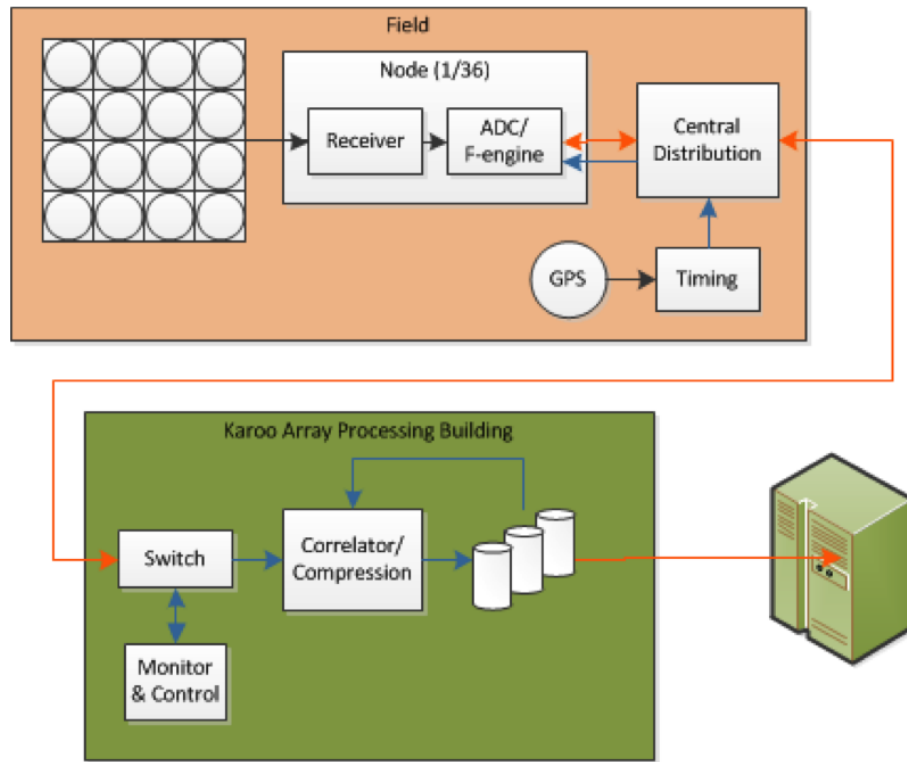 Field
Node (1/36)
Receiver
ADC/
F-engine
Central
Distribution
GPS
Timing
Karoo Array Processing Building
Switch
Correlator/
Compression
Monitor
& Control